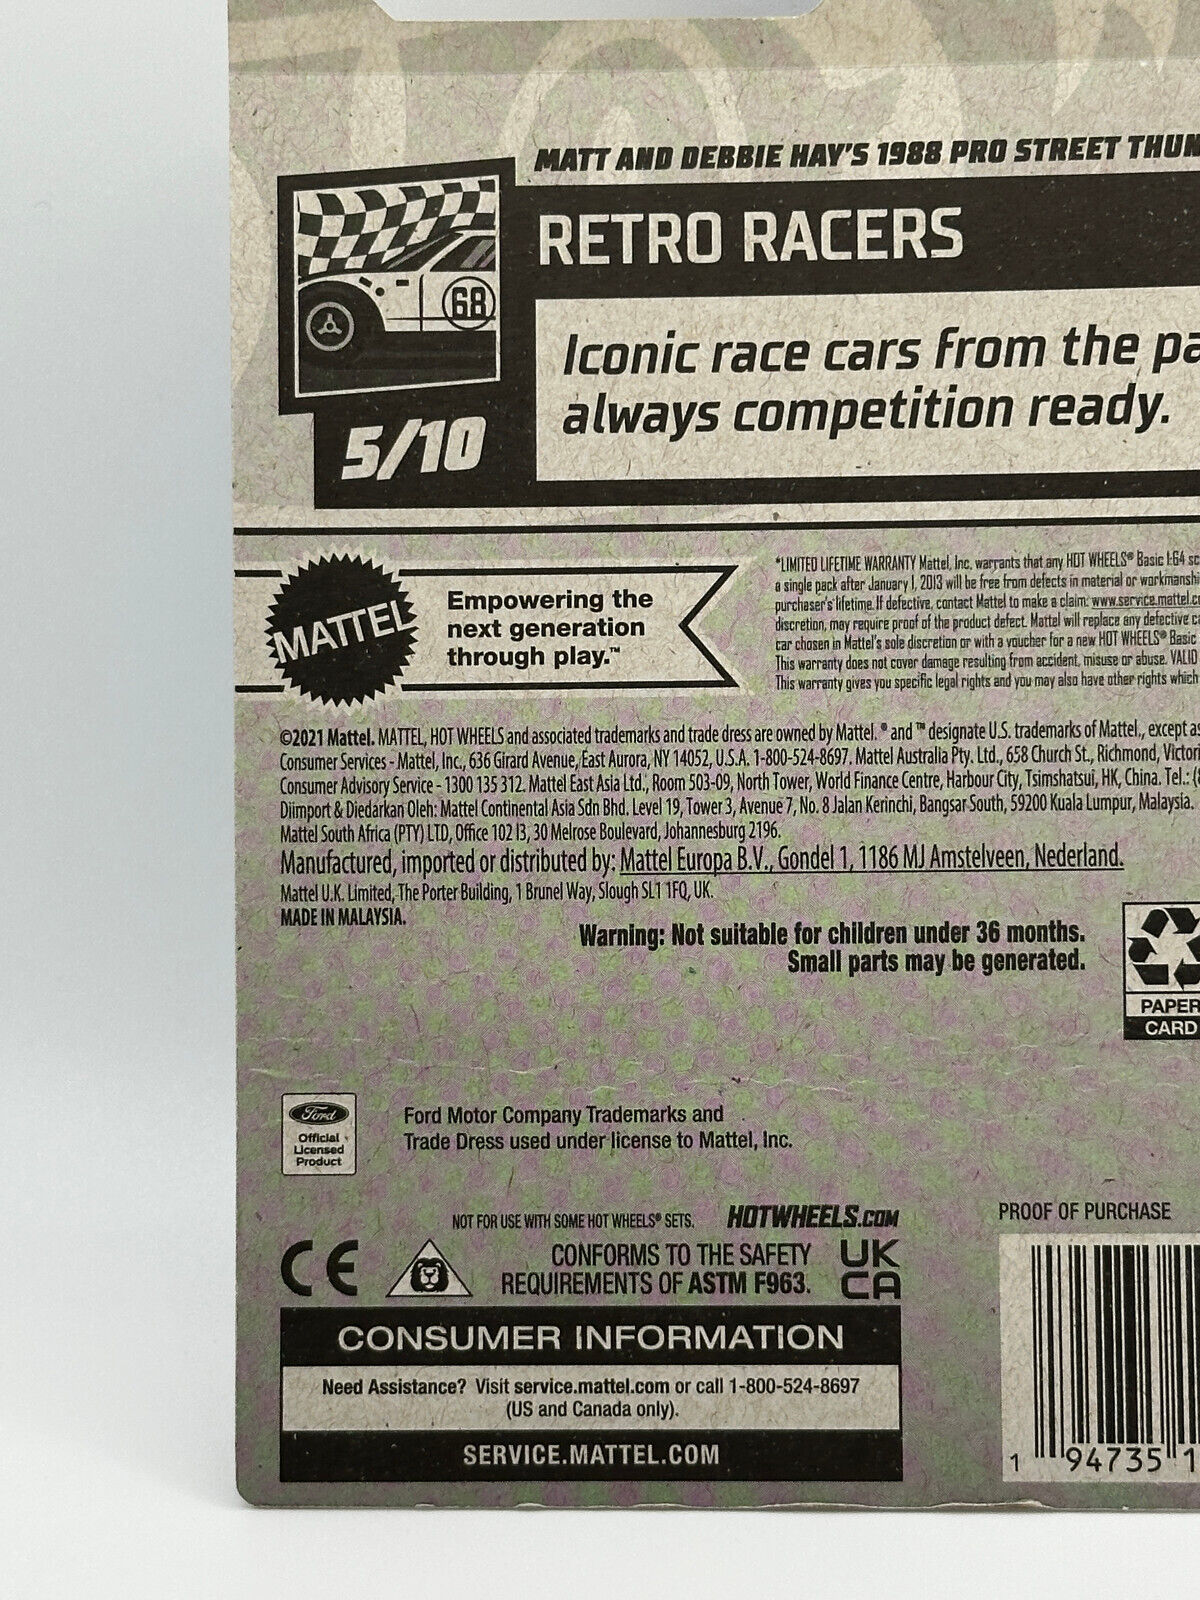 MATT AND DEBBIE HAY'S 1988 PRO STREET
RETRO RACERS
68
Iconic race cars from the
always competition ready.
5/10
*LIMITED LIFETIME WARRANTY Mattel, Inc. warrants that any HOT WHEELS® Basic 1:64
a single pack after January 1, 2013 will be free from defects in material or
purchaser's lifetime. If defective, contact Mattel to make a claim: www.service.mattel.
discretion, may require proof of the product defect. Mattel will replace any defective
car chosen in Mattel's sole discretion or with a voucher for a new HOT WHEELS® Basic
This warranty does not cover damage resulting from accident, misuse or abuse. VALID
This warranty gives you specific legal rights and you may also have other rights which
MATTEL
Empowering the
next generation
through play.™
©2021 Mattel. MATTEL, HOT WHEELS and associated trademarks and trade dress are owned by Mattel. ® and ™ designate U.S. trademarks of Mattel., except as
Consumer Services - Mattel, Inc., 636 Girard Avenue, East Aurora, NY 14052, U.S.A. 1-800-524-8697. Mattel Australia Pty. Ltd., 658 Church St., Richmond,
Consumer Advisory Service - 1300 135 312. Mattel East Asia Ltd., Room 503-09, North Tower, World Finance Centre, Harbour City, Tsimshatsui, HK, China. Tel.:
Diimport & Diedarkan Oleh: Mattel Continental Asia Sdn Bhd. Level 19, Tower 3, Avenue 7, No. 8 Jalan Kerinchi, Bangsar South, 59200 Kuala Lumpur, Malaysia.
Mattel South Africa (PTY) LTD, Office 102 I3, 30 Melrose Boulevard, Johannesburg 2196.
Manufactured, imported or distributed by: Mattel Europa B.V., Gondel 1, 1186 MJ Amstelveen, Nederland.
Mattel U.K. Limited, The Porter Building, 1 Brunel Way, Slough SL1 1FQ, UK.
MADE IN MALAYSIA.
Warning: Not suitable for children under 36 months.
Small parts may be generated.
PAPER
CARD
Ford
Official
Licensed
Product
Ford Motor Company Trademarks and
Trade Dress used under license to Mattel, Inc.
NOT FOR USE WITH SOME HOT WHEELS® SETS. HOTWHEELS.COM
PROOF OF PURCHASE
CE
CONFORMS TO THE SAFETY
REQUIREMENTS OF ASTM F963.
UK
CA
CONSUMER INFORMATION
Need Assistance? Visit service.mattel.com or call 1-800-524-8697
(US and Canada only).
SERVICE.MATTEL.COM
1 94735 1